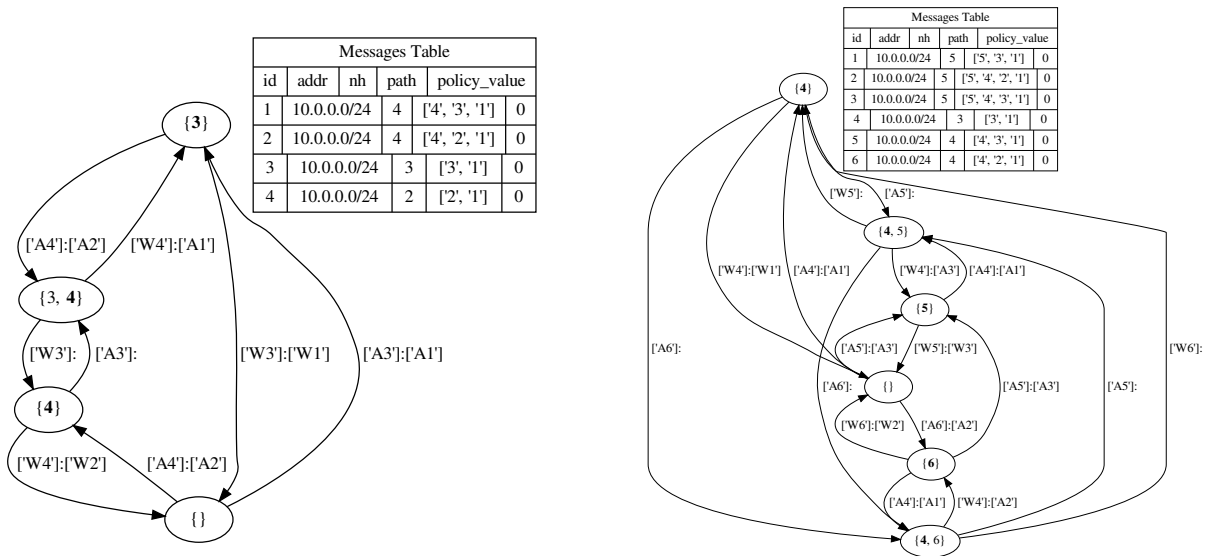 Messages Table
id addr nh path policy_value
1 10.0.0.0/24 4 ['4', '3', '1'] 0
2 10.0.0.0/24 4 ['4', '2', '1'] 0
3 10.0.0.0/24 3 ['3', '1'] 0
4 10.0.0.0/24 2 ['2', '1'] 0
{3}
['A4']:['A2']
['W4']:['A1']
{3, 4}
['W3']:
['A3']:
['W3']:['W1']
['A3']:['A1']
{4}
['W4']:['W2']
['A4']:['A2']
{}
Messages Table
id addr nh path policy_value
1 10.0.0.0/24 5 ['5', '3', '1'] 0
2 10.0.0.0/24 5 ['5', '4', '2', '1'] 0
3 10.0.0.0/24 5 ['5', '4', '3', '1'] 0
4 10.0.0.0/24 3 ['3', '1'] 0
5 10.0.0.0/24 4 ['4', '3', '1'] 0
6 10.0.0.0/24 4 ['4', '2', '1'] 0
{4}
['W5']:
['A5']:
{4, 5}
['W4']:['W1']
['A4']:['A1']
['W4']:['A3']
['A4']:['A1']
{5}
['A6']:
['A5']:['A3']
['W5']:['W3']
['W6']:
{}
['A6']:
['A5']:['A3']
['A5']:
['W6']:['W2']
['A6']:['A2']
{6}
['A4']:['A1']
['W4']:['A2']
{4, 6}